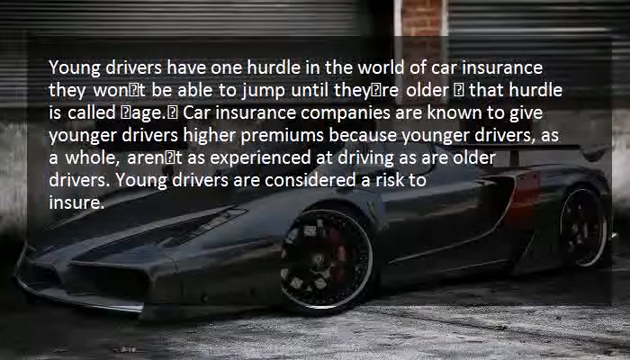 Young drivers have one hurdle in the world of car insurance
they won�t be able to jump until they�re older � that hurdle
is called �age.� Car insurance companies are known to give
younger drivers higher premiums because younger drivers, as
a whole, aren�t as experienced at driving as are older
drivers. Young drivers are considered a risk to
insure.